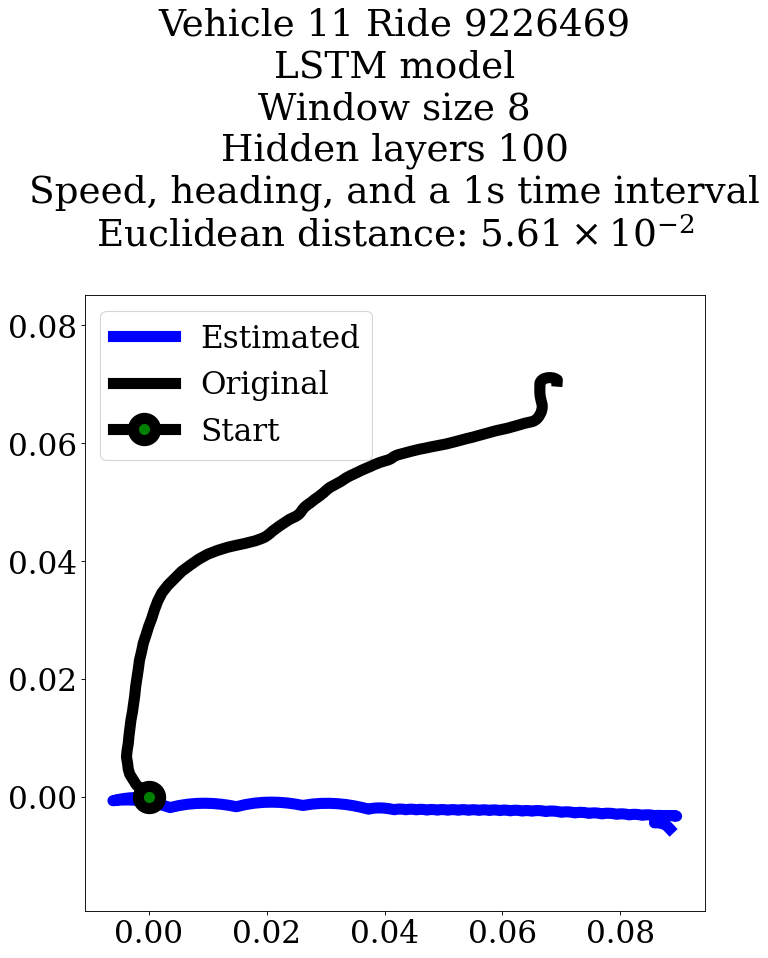 Vehicle 11 Ride 9226469
LSTM model
Window size 8
Hidden layers 100
Speed, heading, and a 1s time interval
Euclidean distance: 5.61 × 10⁻²
Estimated
Original
Start
0.08
0.06
0.04
0.02
0.00
0.00 0.02 0.04 0.06 0.08